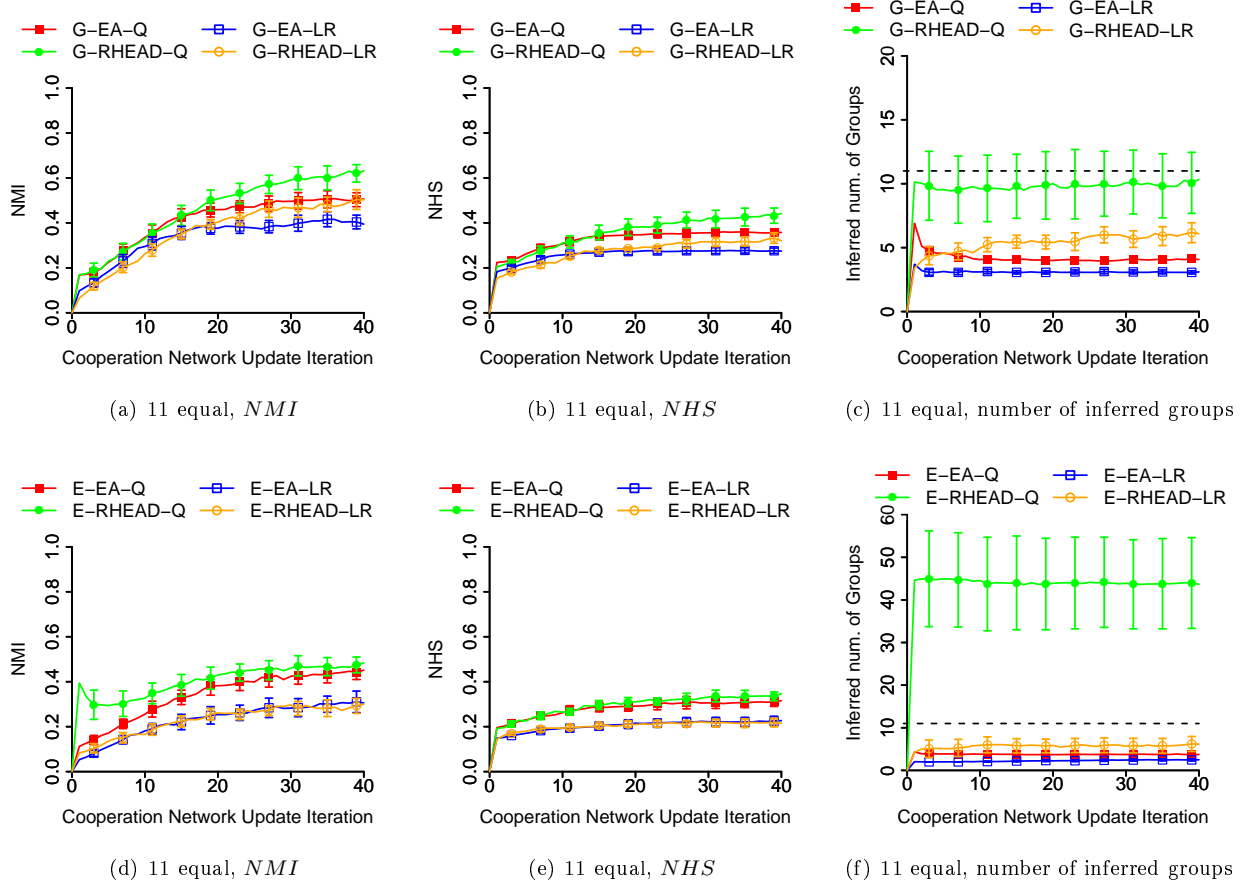 G–EA–Q
G–RHEAD–Q
G–EA–LR
G–RHEAD–LR
NMI
0.0 0.2 0.4 0.6 0.8 1.0
0 10 20 30 40
Cooperation Network Update Iteration
(a) 11 equal, NMI
G–EA–Q
G–RHEAD–Q
G–EA–LR
G–RHEAD–LR
NHS
0.0 0.2 0.4 0.6 0.8 1.0
0 10 20 30 40
Cooperation Network Update Iteration
(b) 11 equal, NHS
G–EA–Q
G–RHEAD–Q
G–EA–LR
G–RHEAD–LR
Inferred num. of Groups
0 5 10 15 20
0 10 20 30 40
Cooperation Network Update Iteration
(c) 11 equal, number of inferred groups
E–EA–Q
E–RHEAD–Q
E–EA–LR
E–RHEAD–LR
NMI
0.0 0.2 0.4 0.6 0.8 1.0
0 10 20 30 40
Cooperation Network Update Iteration
(d) 11 equal, NMI
E–EA–Q
E–RHEAD–Q
E–EA–LR
E–RHEAD–LR
NHS
0.0 0.2 0.4 0.6 0.8 1.0
0 10 20 30 40
Cooperation Network Update Iteration
(e) 11 equal, NHS
E–EA–Q
E–RHEAD–Q
E–EA–LR
E–RHEAD–LR
Inferred num. of Groups
0 10 20 30 40 50 60
0 10 20 30 40
Cooperation Network Update Iteration
(f) 11 equal, number of inferred groups